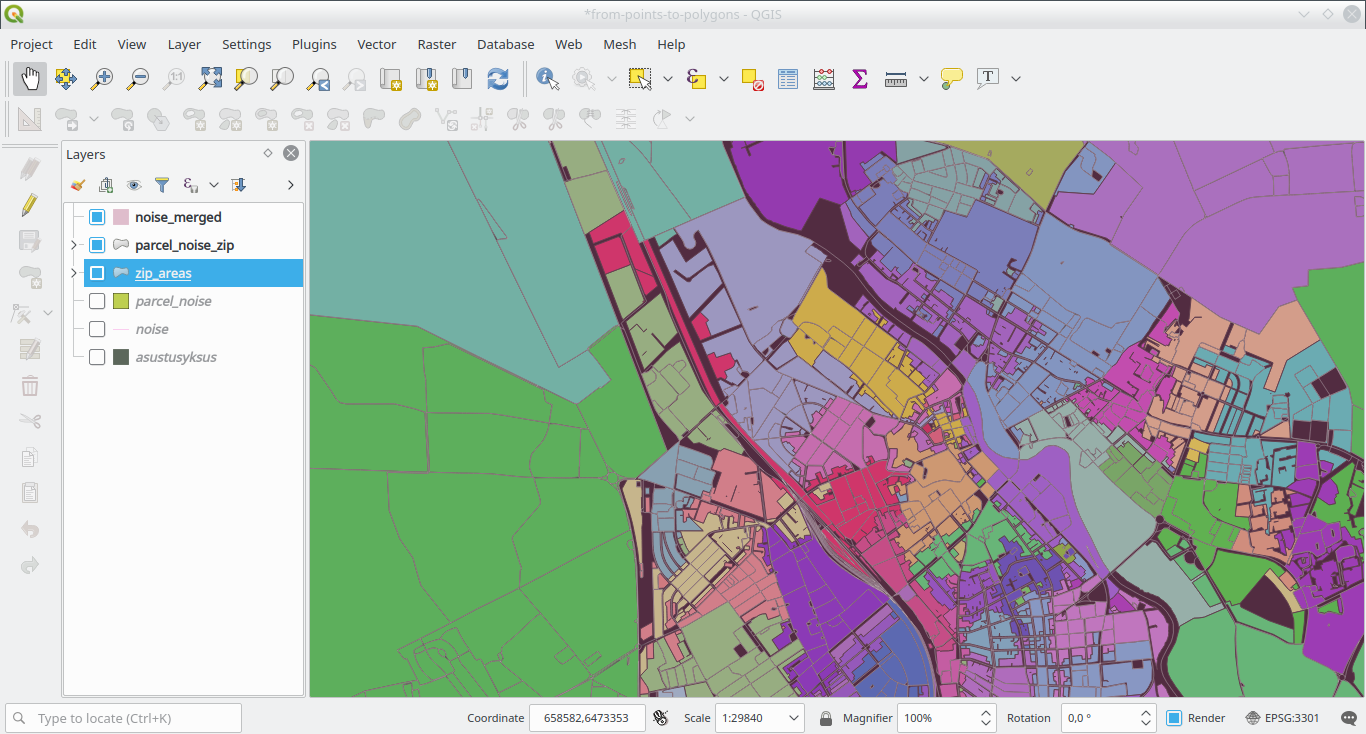 *from-points-to-polygons - QGIS
Project Edit View Layer Settings Plugins Vector Raster Database Web Mesh Help
1:1
T
Layers
noise_merged
parcel_noise_zip
zip_areas
parcel_noise
noise
asustusyksus
Type to locate (Ctrl+K) Coordinate 658582,6473353 Scale 1:29840 Magnifier 100% Rotation 0,0 ° Render EPSG:3301